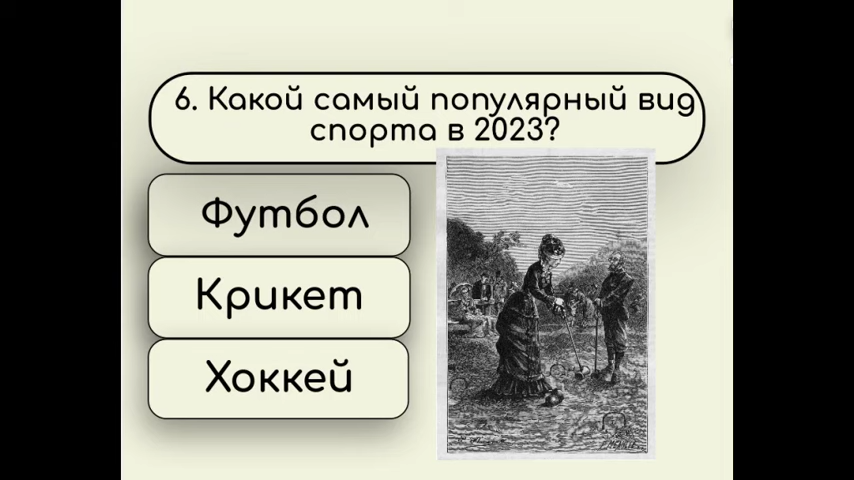 6. Какой самый популярный вид
спорта в 2023?
Футбол
Крикет
Хоккей